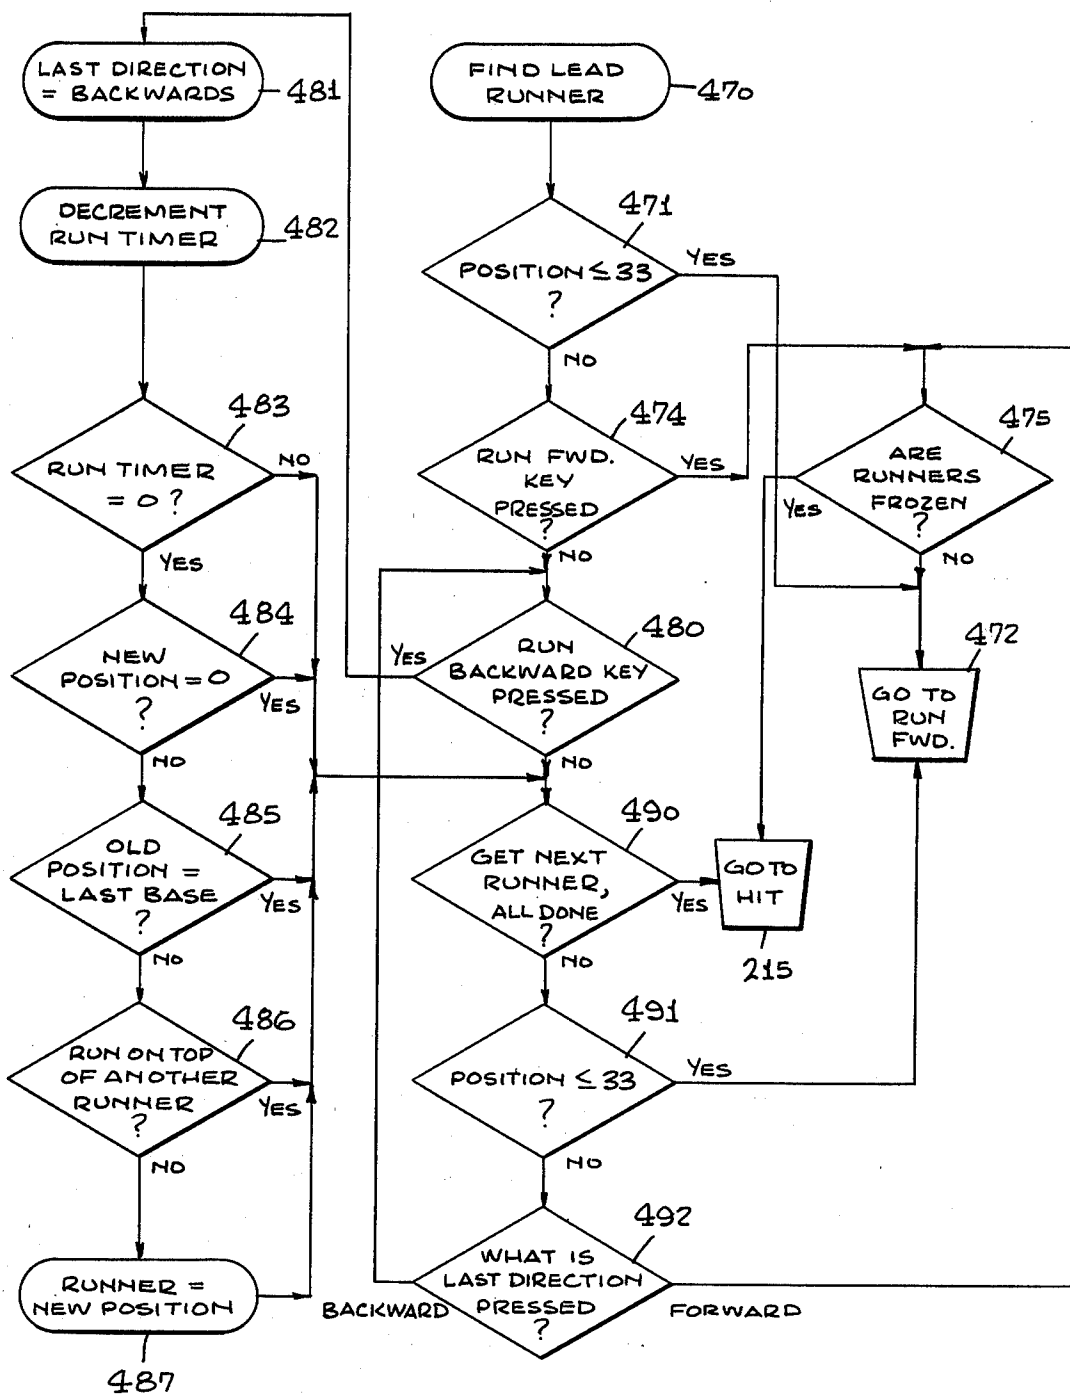 LAST DIRECTION
= BACKWARDS
481
DECREMENT
RUN TIMER
482
483
RUN TIMER
= 0 ?
NO
YES
484
NEW
POSITION = 0
?
YES
NO
485
OLD
POSITION =
LAST BASE
?
YES
NO
486
RUN ON TOP
OF ANOTHER
RUNNER
?
YES
NO
RUNNER =
NEW POSITION
487
FIND LEAD
RUNNER
470
471
POSITION ≤ 33
?
YES
NO
474
RUN FWD.
KEY
PRESSED
?
YES
NO
480
RUN
BACKWARD KEY
PRESSED
?
YES
NO
490
GET NEXT
RUNNER,
ALL DONE
?
YES
NO
491
POSITION ≤ 33
?
YES
NO
492
WHAT IS
LAST DIRECTION
PRESSED
?
BACKWARD
FORWARD
475
ARE
RUNNERS
FROZEN
?
YES
NO
472
GO TO
RUN
FWD.
GO TO
HIT
215